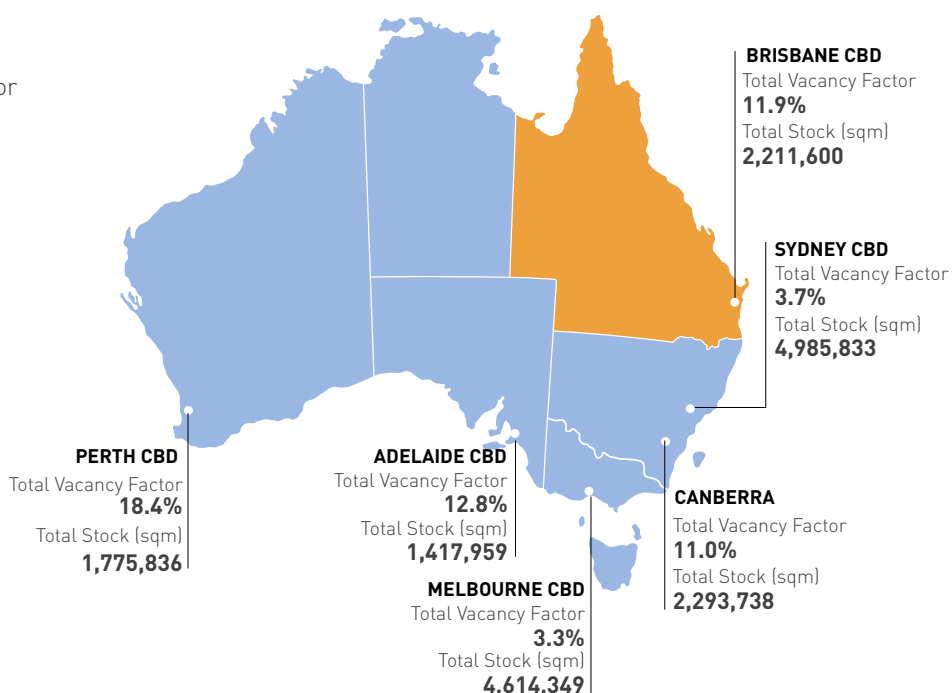 or
BRISBANE CBD
Total Vacancy Factor
11.9%
Total Stock (sqm)
2,211,600
SYDNEY CBD
Total Vacancy Factor
3.7%
Total Stock (sqm)
4,985,833
PERTH CBD
Total Vacancy Factor
18.4%
Total Stock (sqm)
1,775,836
ADELAIDE CBD
Total Vacancy Factor
12.8%
Total Stock (sqm)
1,417,959
CANBERRA
Total Vacancy Factor
11.0%
Total Stock (sqm)
2,293,738
MELBOURNE CBD
Total Vacancy Factor
3.3%
Total Stock (sqm)
4,614,349